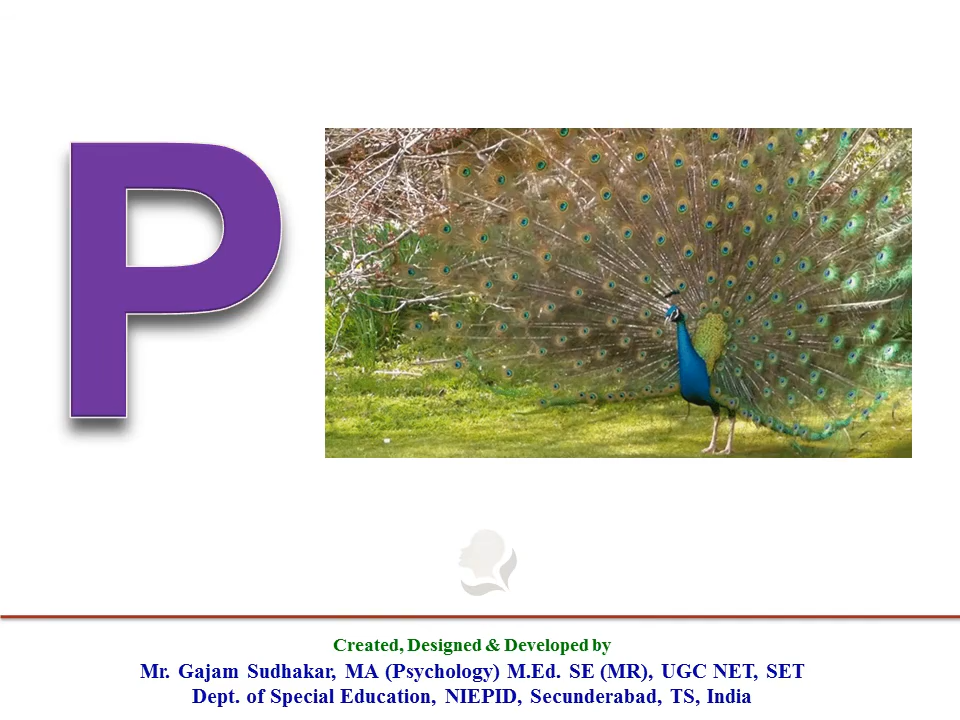 P
Created, Designed & Developed by
Mr. Gajam Sudhakar, MA (Psychology) M.Ed. SE (MR), UGC NET, SET
Dept. of Special Education, NIEPID, Secunderabad, TS, India